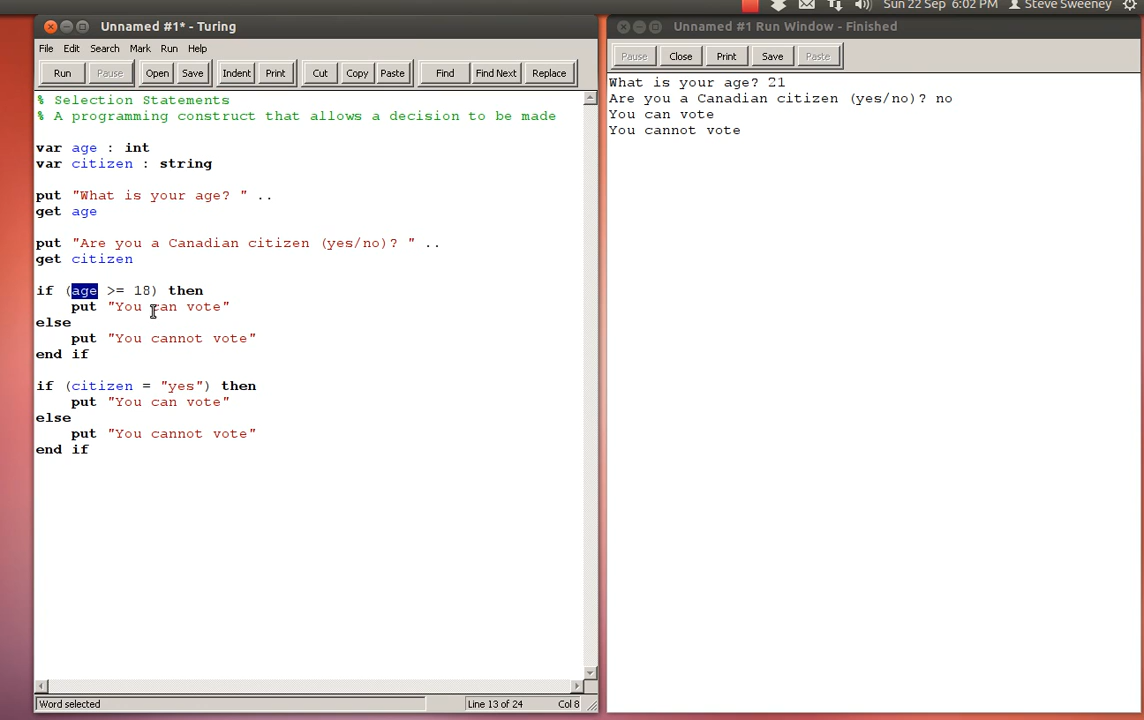 Sun 22 Sep 6:02 PM Steve Sweeney
Unnamed #1* - Turing
File Edit Search Mark Run Help
Run Pause Open Save Indent Print Cut Copy Paste Find Find Next Replace
% Selection Statements
% A programming construct that allows a decision to be made
var age : int
var citizen : string
put "What is your age? " ..
get age
put "Are you a Canadian citizen (yes/no)? " ..
get citizen
if (age >= 18) then
put "You can vote"
else
put "You cannot vote"
end if
if (citizen = "yes") then
put "You can vote"
else
put "You cannot vote"
end if
Word selected Line 13 of 24 Col 8
Unnamed #1 Run Window - Finished
Pause Close Print Save Paste
What is your age? 21
Are you a Canadian citizen (yes/no)? no
You can vote
You cannot vote